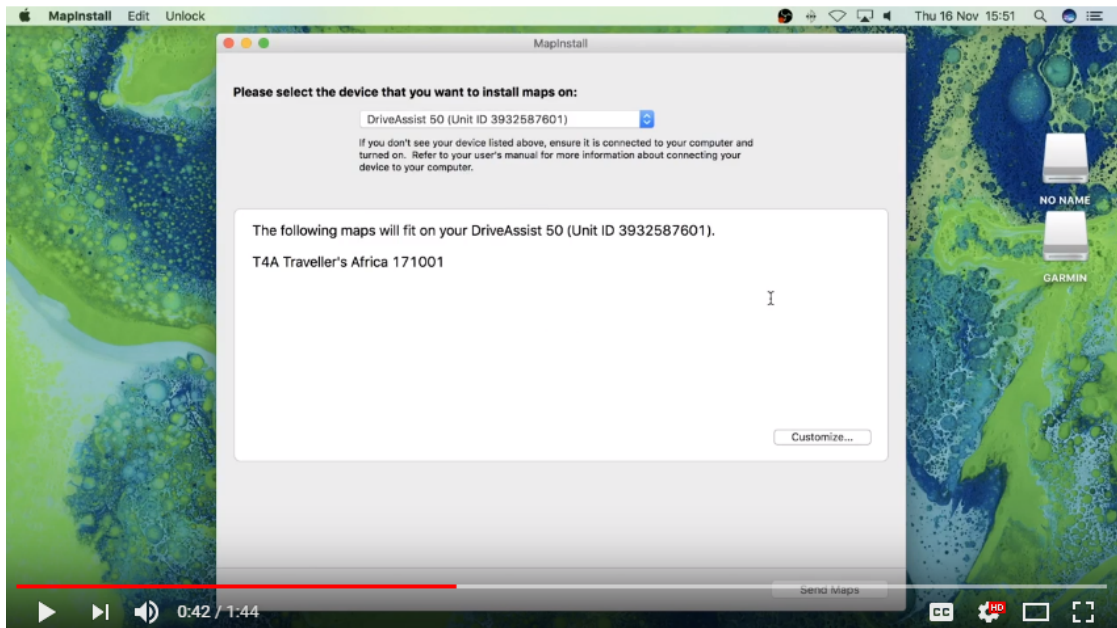 MapInstall Edit Unlock Thu 16 Nov 15:51
MapInstall
Please select the device that you want to install maps on:
DriveAssist 50 (Unit ID 3932587601)
If you don't see your device listed above, ensure it is connected to your computer and
turned on. Refer to your user's manual for more information about connecting your
device to your computer.
NO NAME
The following maps will fit on your DriveAssist 50 (Unit ID 3932587601).
T4A Traveller's Africa 171001
GARMIN
Customize...
Send Maps
0:42 / 1:44
CC
HD